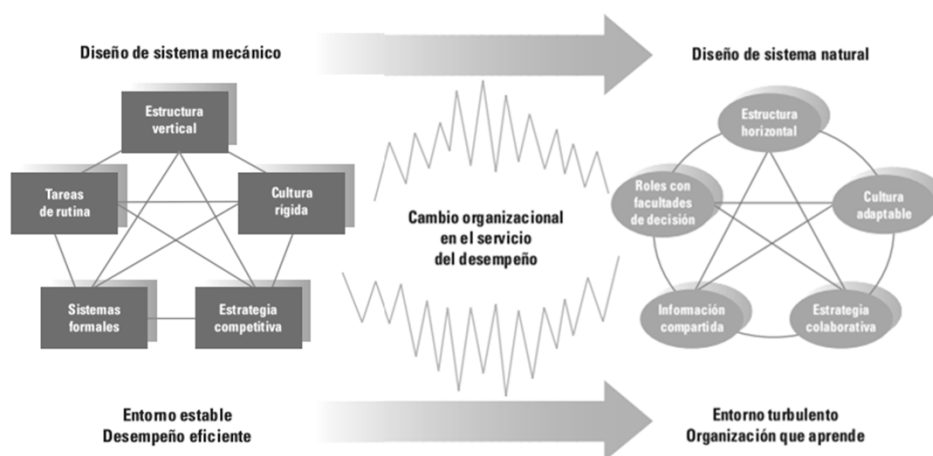 Diseño de sistema mecánico
Diseño de sistema natural
Estructura
vertical
Tareas
de rutina
Cultura
rígida
Sistemas
formales
Estrategia
competitiva
Cambio organizacional
en el servicio
del desempeño
Estructura
horizontal
Roles con
facultades
de decisión
Cultura
adaptable
Información
compartida
Estrategia
colaborativa
Entorno estable
Desempeño eficiente
Entorno turbulento
Organización que aprende